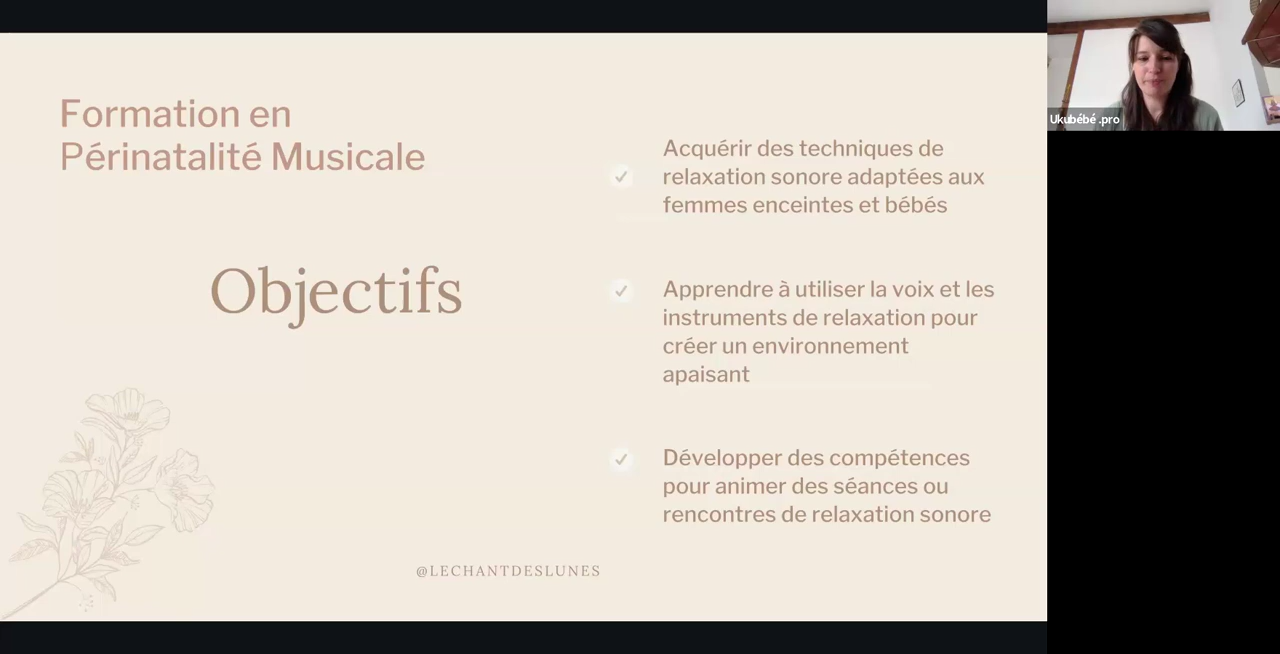 Formation en
Périnatalité Musicale
Objectifs
Acquérir des techniques de
relaxation sonore adaptées aux
femmes enceintes et bébés
Apprendre à utiliser la voix et les
instruments de relaxation pour
créer un environnement
apaisant
Développer des compétences
pour animer des séances ou
rencontres de relaxation sonore
@LECHANTDESLUNES
Ukubébé .pro